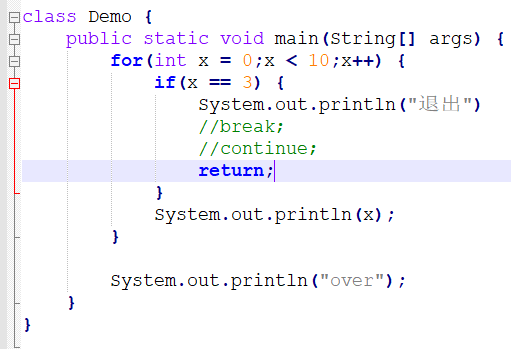 class Demo {
    public static void main(String[] args) {
        for(int x = 0;x < 10;x++) {
            if(x == 3) {
                System.out.println("退出")
                //break;
                //continue;
                return;
            }
            System.out.println(x);
        }

        System.out.println("over");
    }
}